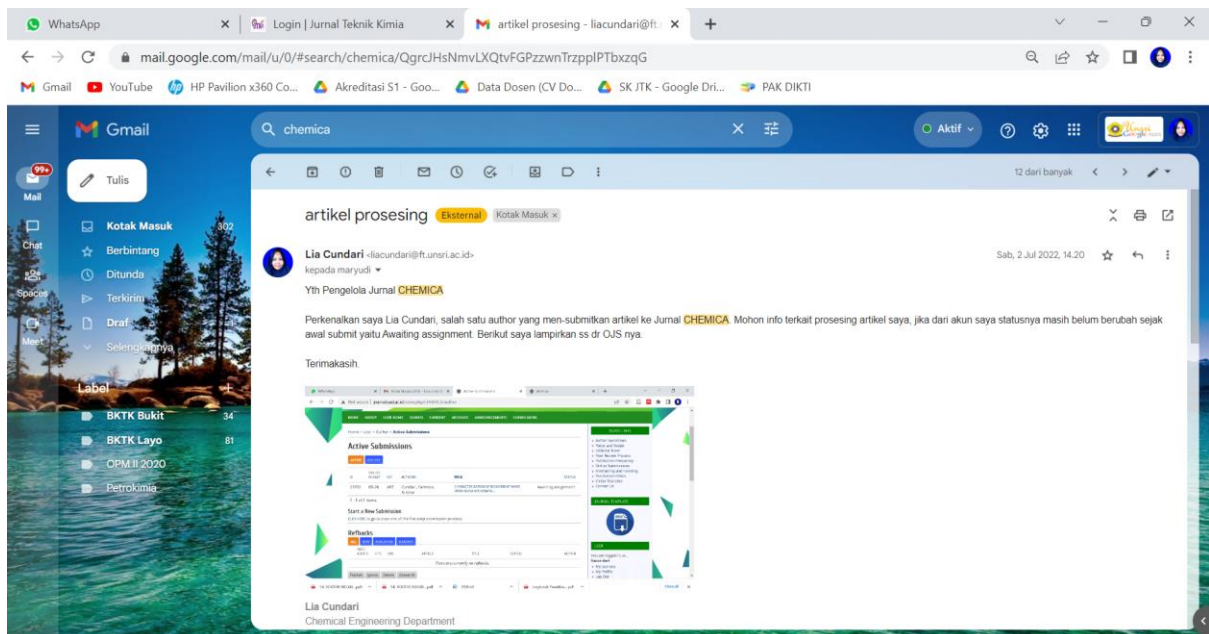 WhatsApp
Login | Jurnal Teknik Kimia
artikel prosesing - liacundari@ft.
mail.google.com/mail/u/0/#search/chemica/QgrcJHsNmvLXQtvFGPzzwnTrzpplPTbxzqG
Gmail
YouTube
HP Pavilion x360 Co...
Akreditasi S1 - Goo...
Data Dosen (CV Do...
SK JTK - Google Dri...
PAK DIKTI
Gmail
chemica
Aktif
99+
Mail
Chat
Spaces
Meet
Tulis
Kotak Masuk 302
Berbintang
Ditunda
Terkirim
Draf
Selengkapnya
Label
BKTK Bukit 34
BKTK Layo 81
OPM II 2020
Petrokimia
12 dari banyak
artikel prosesing Eksternal Kotak Masuk ×
Lia Cundari <liacundari@ft.unsri.ac.id> Sab, 2 Jul 2022, 14.20
kepada maryudi
Yth Pengelola Jurnal CHEMICA
Perkenalkan saya Lia Cundari, salah satu author yang men-submitkan artikel ke Jurnal CHEMICA. Mohon info terkait prosesing artikel saya, jika dari akun saya statusnya masih belum berubah sejak
awal submit yaitu Awaiting assignment. Berikut saya lampirkan ss dr OJS nya.
Terimakasih.
Active Submissions
Start a New Submission
Refbacks
Lia Cundari
Chemical Engineering Department